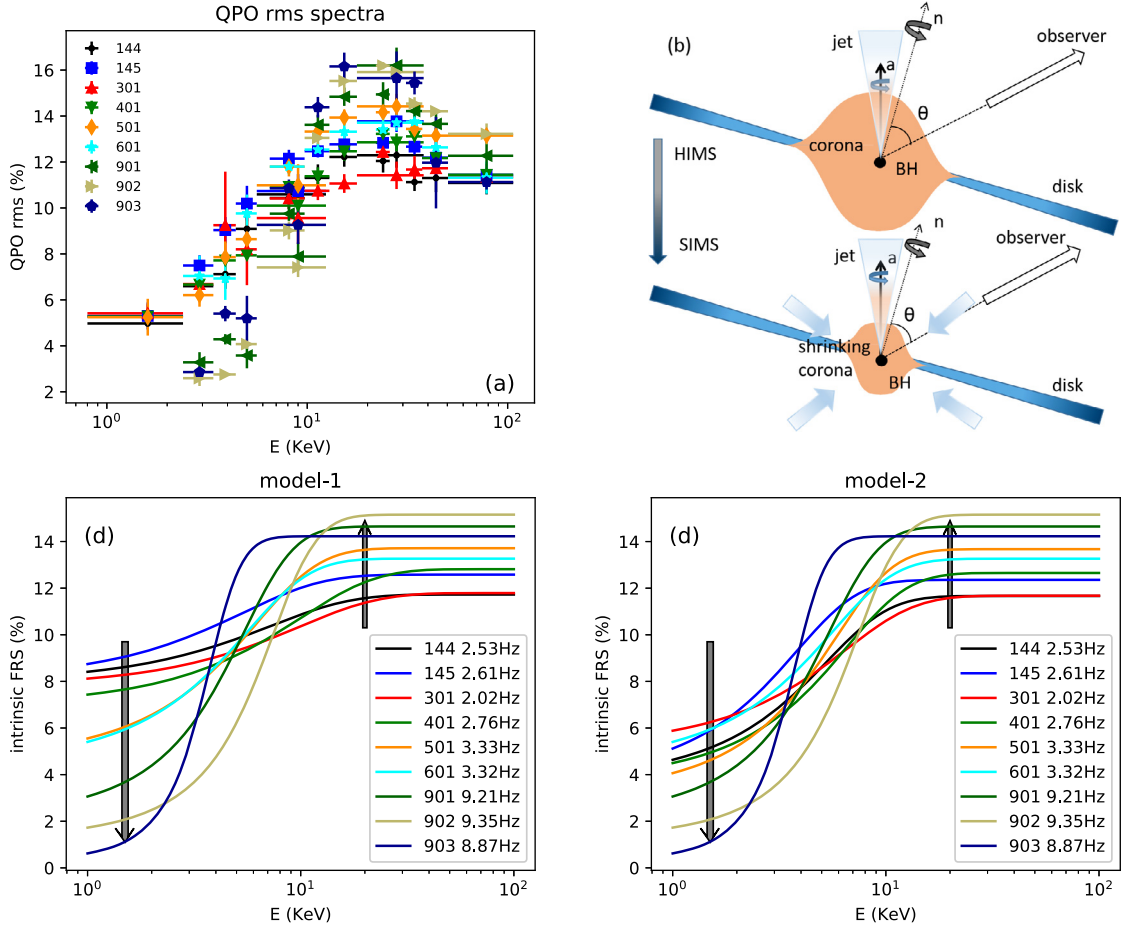 QPO rms spectra
QPO rms (%)
16
14
12
10
8
6
4
2
144
145
301
401
501
601
901
902
903
(a)
10⁰
10¹
10²
E (KeV)
(b)
n
jet
a
observer
θ
corona
BH
disk
HIMS
SIMS
n
jet
a
observer
θ
shrinking
corona
BH
disk
model-1
(d)
intrinsic FRS (%)
14
12
10
8
6
4
2
0
144 2.53Hz
145 2.61Hz
301 2.02Hz
401 2.76Hz
501 3.33Hz
601 3.32Hz
901 9.21Hz
902 9.35Hz
903 8.87Hz
10⁰
10¹
10²
E (KeV)
model-2
(d)
intrinsic FRS (%)
14
12
10
8
6
4
2
0
144 2.53Hz
145 2.61Hz
301 2.02Hz
401 2.76Hz
501 3.33Hz
601 3.32Hz
901 9.21Hz
902 9.35Hz
903 8.87Hz
10⁰
10¹
10²
E (KeV)